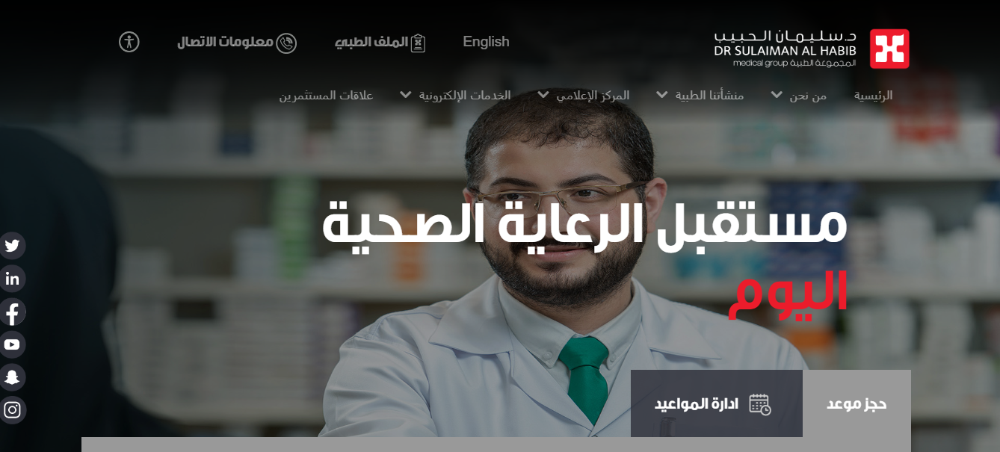 د. سليمان الحبيب
DR SULAIMAN AL HABIB
المجموعة الطبية medical group
English
الملف الطبي
معلومات الاتصال
الرئيسية
من نحن
منشأتنا الطبية
المركز الإعلامي
الخدمات الإلكترونية
علاقات المستثمرين
مستقبل الرعاية الصحية
اليوم
حجز موعد
ادارة المواعيد
in